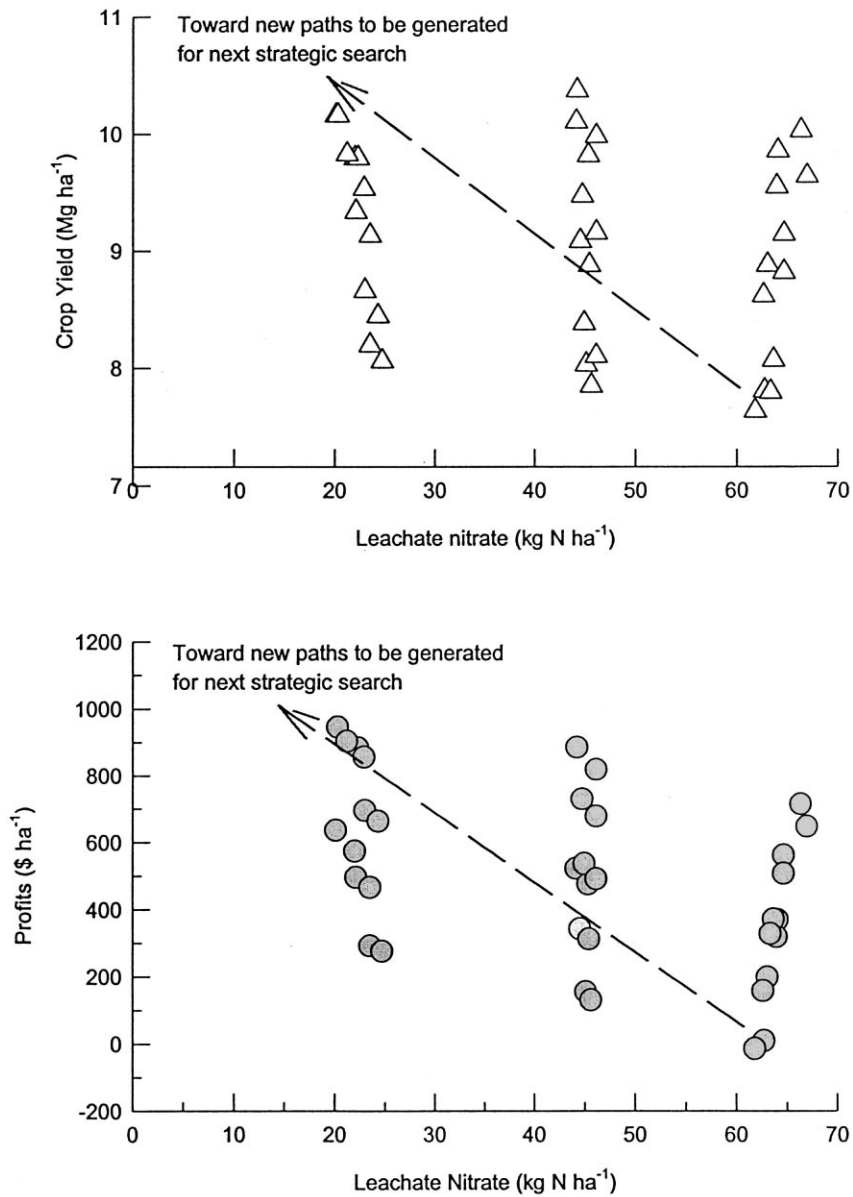 Toward new paths to be generated
for next strategic search
11
10
9
8
7
Crop Yield (Mg ha⁻¹)
0 10 20 30 40 50 60 70
Leachate nitrate (kg N ha⁻¹)
Toward new paths to be generated
for next strategic search
1200
1000
800
600
400
200
0
-200
Profits ($ ha⁻¹)
0 10 20 30 40 50 60 70
Leachate Nitrate (kg N ha⁻¹)